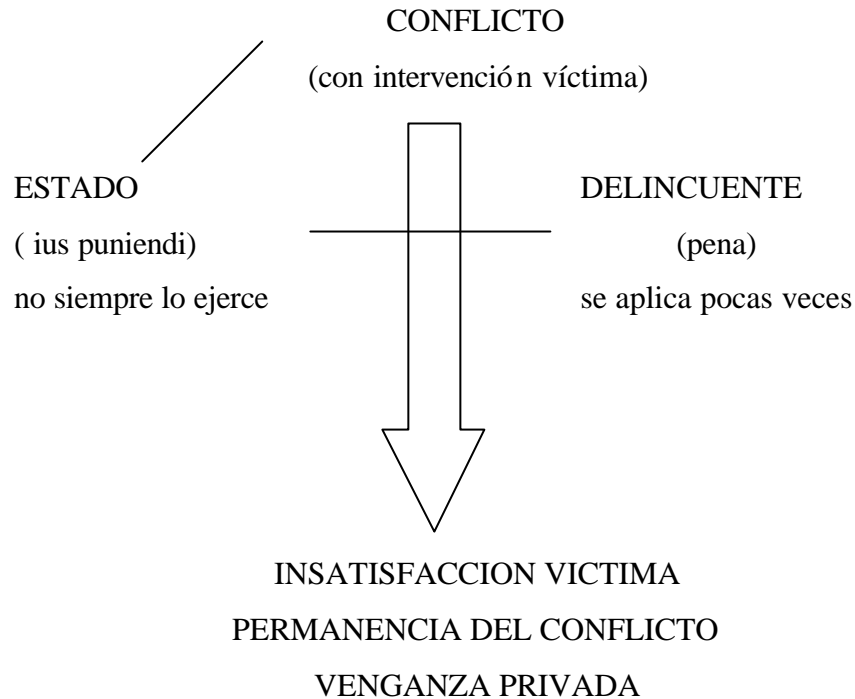 CONFLICTO
(con intervención víctima)
ESTADO
( ius puniendi)
no siempre lo ejerce
DELINCUENTE
(pena)
se aplica pocas veces
INSATISFACCION VICTIMA
PERMANENCIA DEL CONFLICTO
VENGANZA PRIVADA